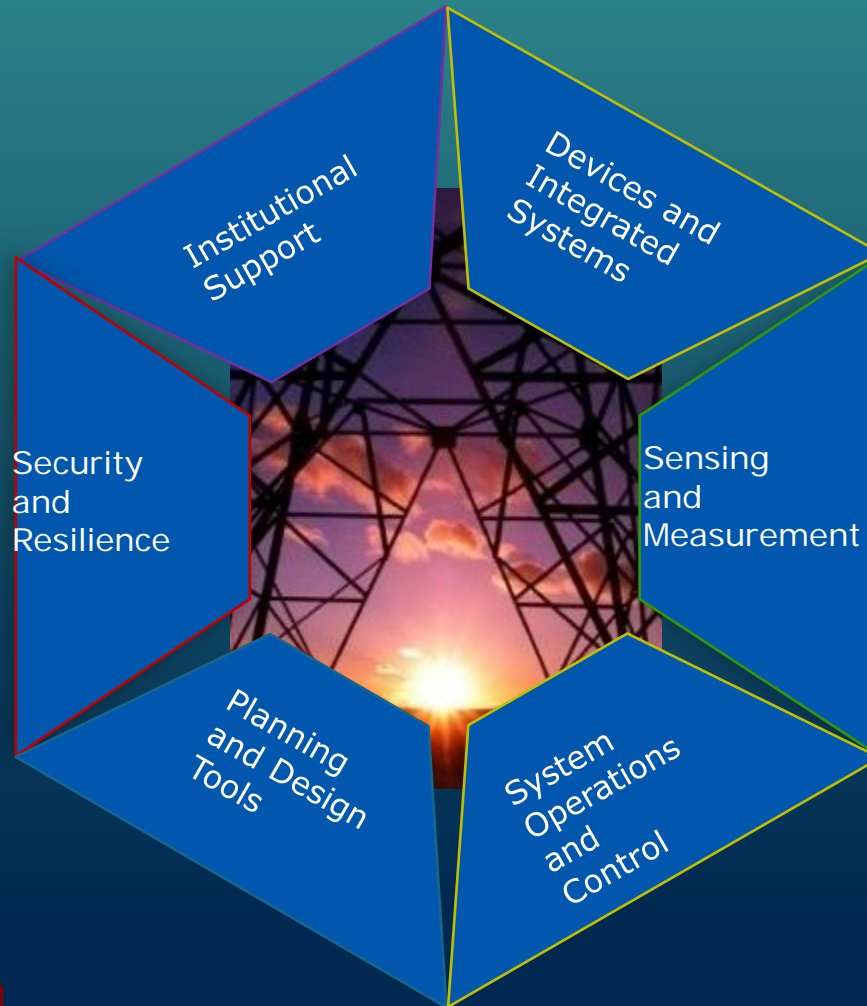 Institutional
Support
Devices and
Integrated
Systems
Security
and
Resilience
Sensing
and
Measurement
Planning
and Design
Tools
System
Operations
and
Control